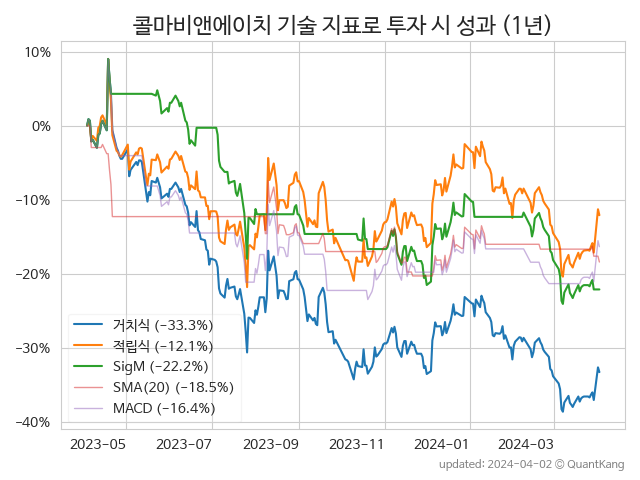 콜마비앤에이치 기술 지표로 투자 시 성과 (1년)
10%
0%
−10%
−20%
−30%
−40%
거치식 (−33.3%)
적립식 (−12.1%)
SigM (−22.2%)
SMA(20) (−18.5%)
MACD (−16.4%)
2023-05 2023-07 2023-09 2023-11 2024-01 2024-03
updated: 2024-04-02 © QuantKang